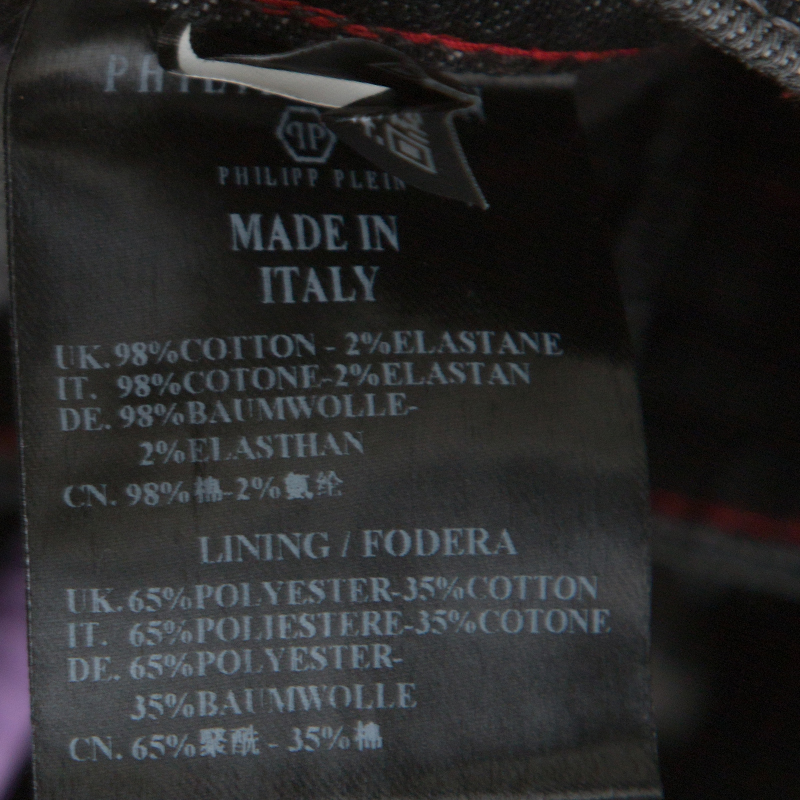 PHIL
PHILIPP PLEIN
MADE IN
ITALY
UK. 98%COTTON - 2%ELASTANE
IT. 98%COTONE-2%ELASTAN
DE. 98%BAUMWOLLE-
2%ELASTHAN
CN. 98%棉-2%氨纶
LINING / FODERA
UK. 65%POLYESTER-35%COTTON
IT. 65%POLIESTERE-35%COTONE
DE. 65%POLYESTER-
35%BAUMWOLLE
CN. 65%聚酯 - 35%棉